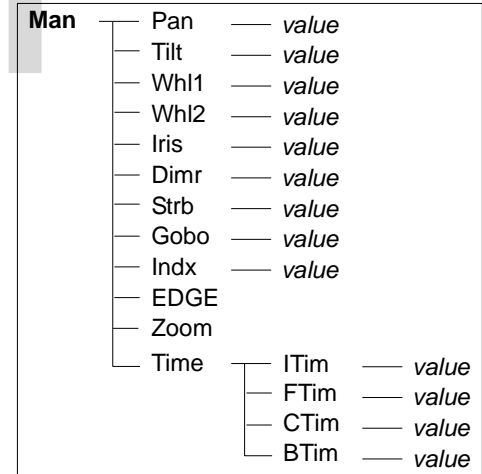 Man Pan value
Tilt value
Whl1 value
Whl2 value
Iris value
Dimr value
Strb value
Gobo value
Indx value
EDGE
Zoom
Time ITim value
FTim value
CTim value
BTim value